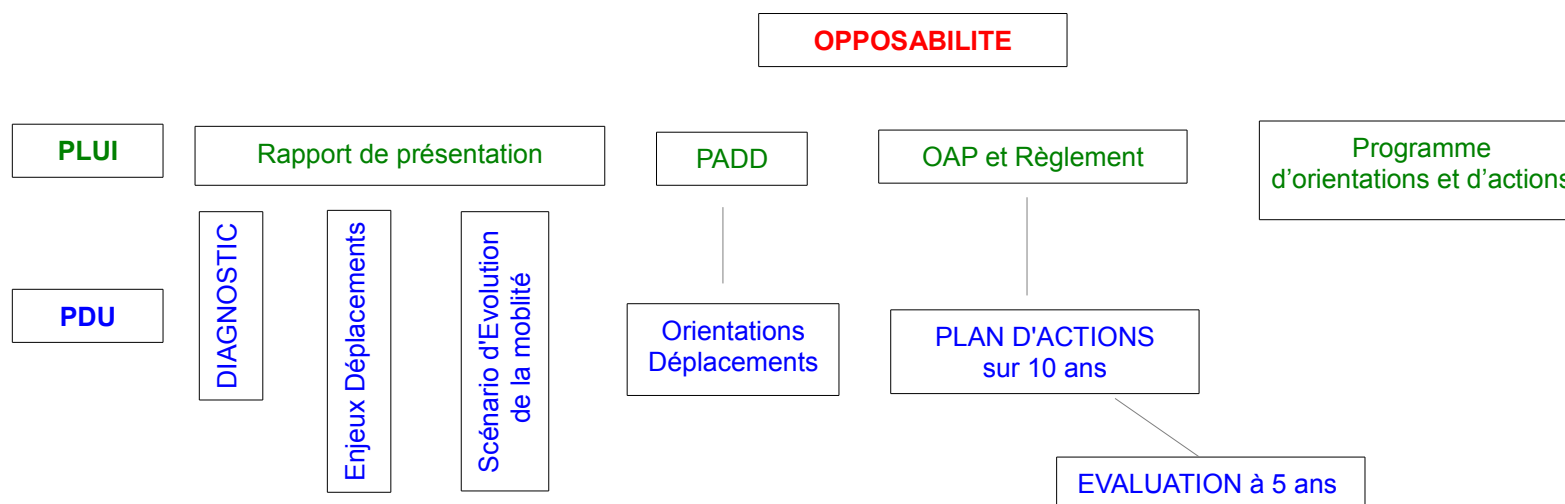 OPPOSABILITE
PLUI
Rapport de présentation
PADD
OAP et Règlement
Programme
d’orientations et d’actions
PDU
DIAGNOSTIC
Enjeux Déplacements
Scénario d'Evolution
de la moblité
Orientations
Déplacements
PLAN D'ACTIONS
sur 10 ans
EVALUATION à 5 ans